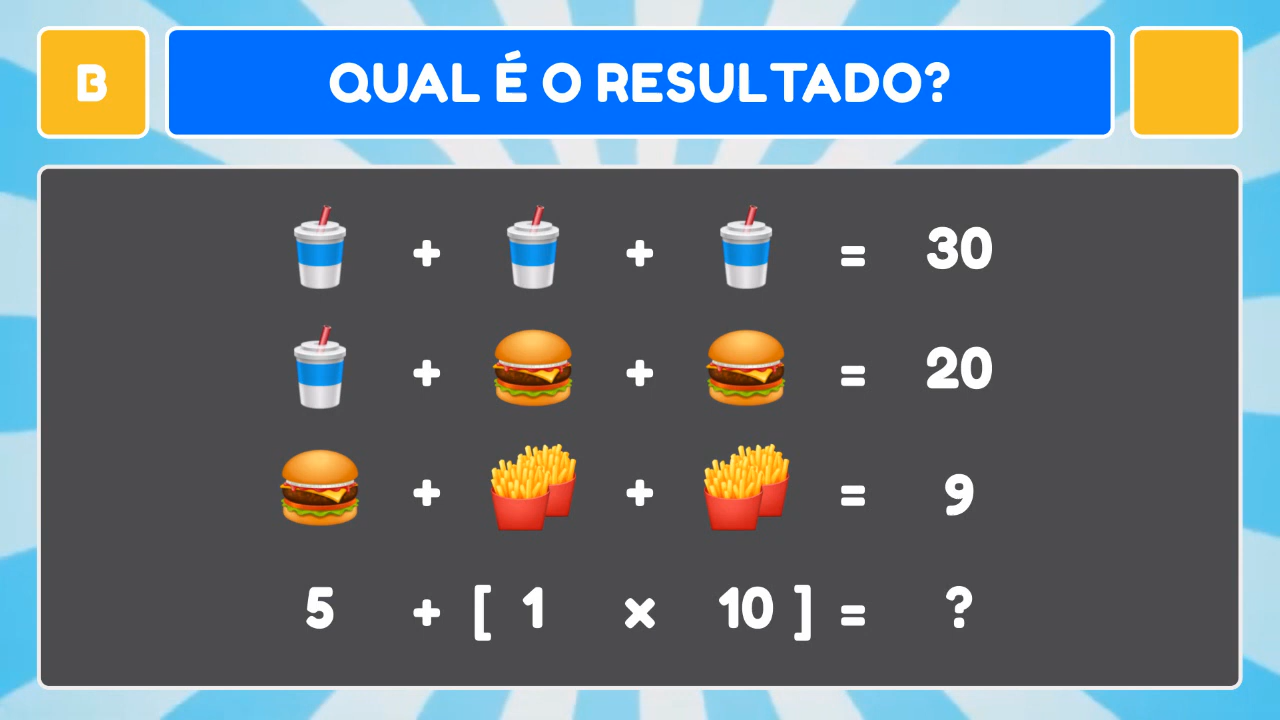 B
QUAL É O RESULTADO?
+ + = 30
+ + = 20
+ + = 9
5 + [ 1 × 10 ] = ?